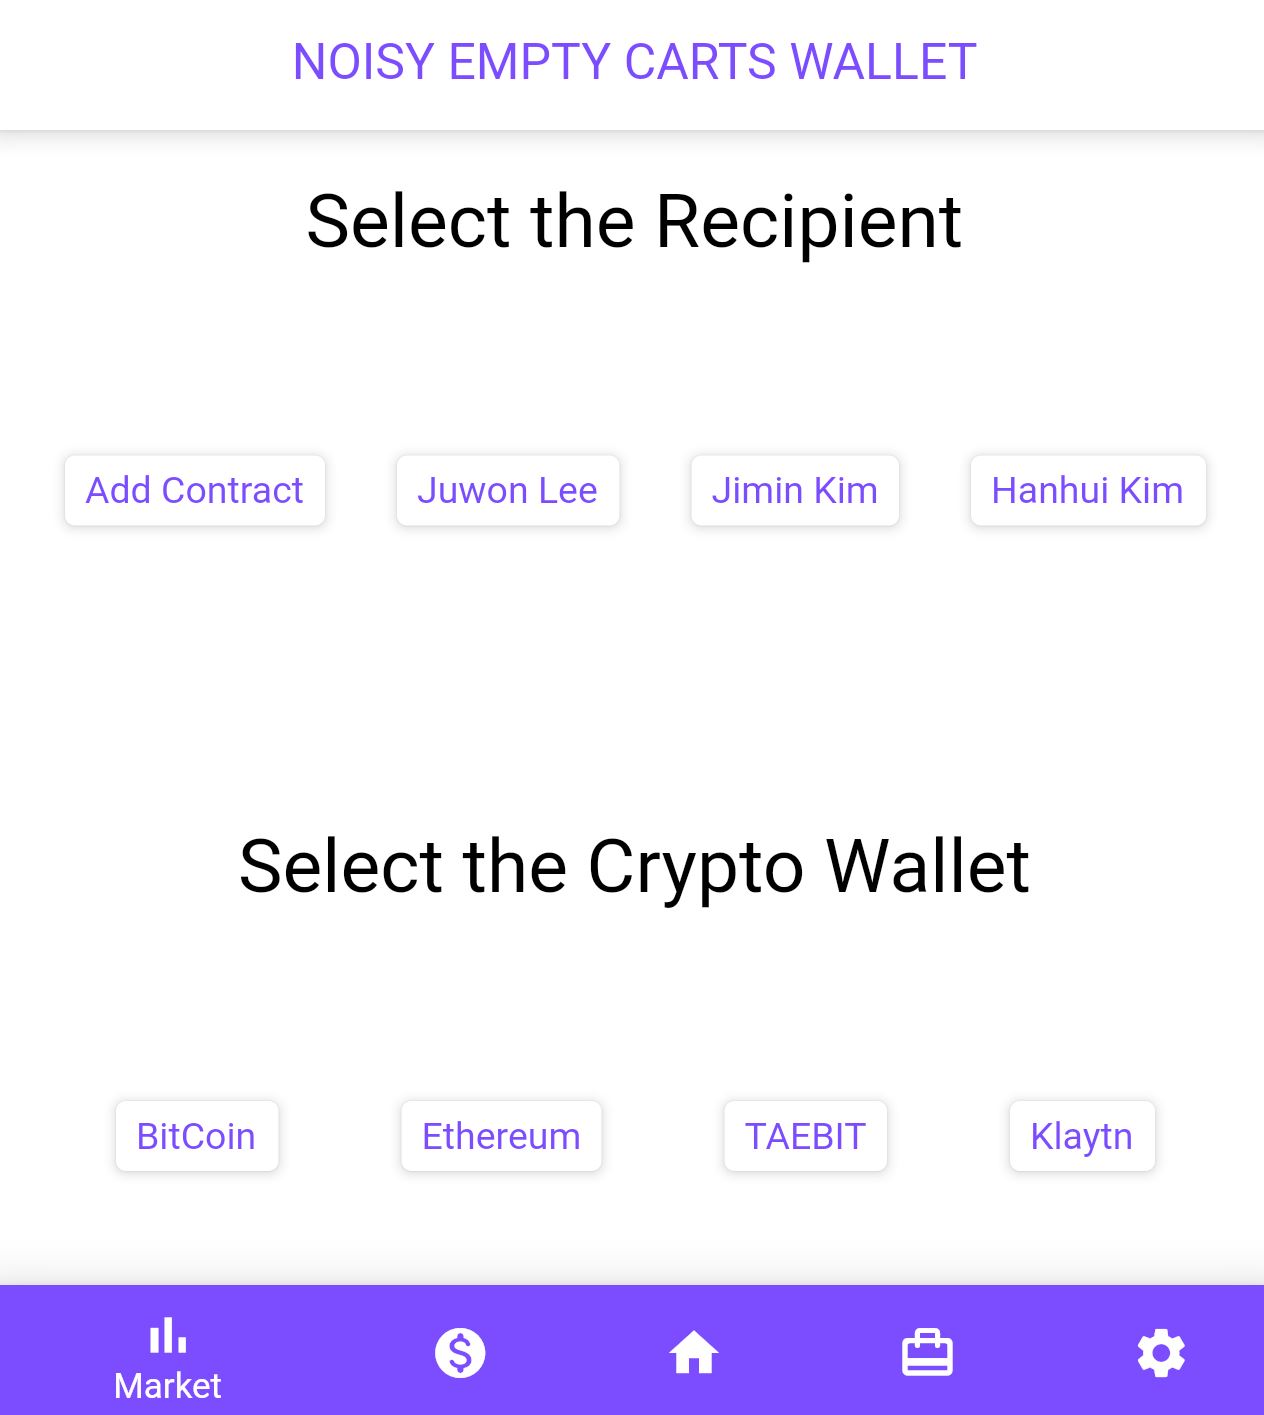 NOISY EMPTY CARTS WALLET
Select the Recipient
Add Contract
Juwon Lee
Jimin Kim
Hanhui Kim
Select the Crypto Wallet
BitCoin
Ethereum
TAEBIT
Klaytn
Market